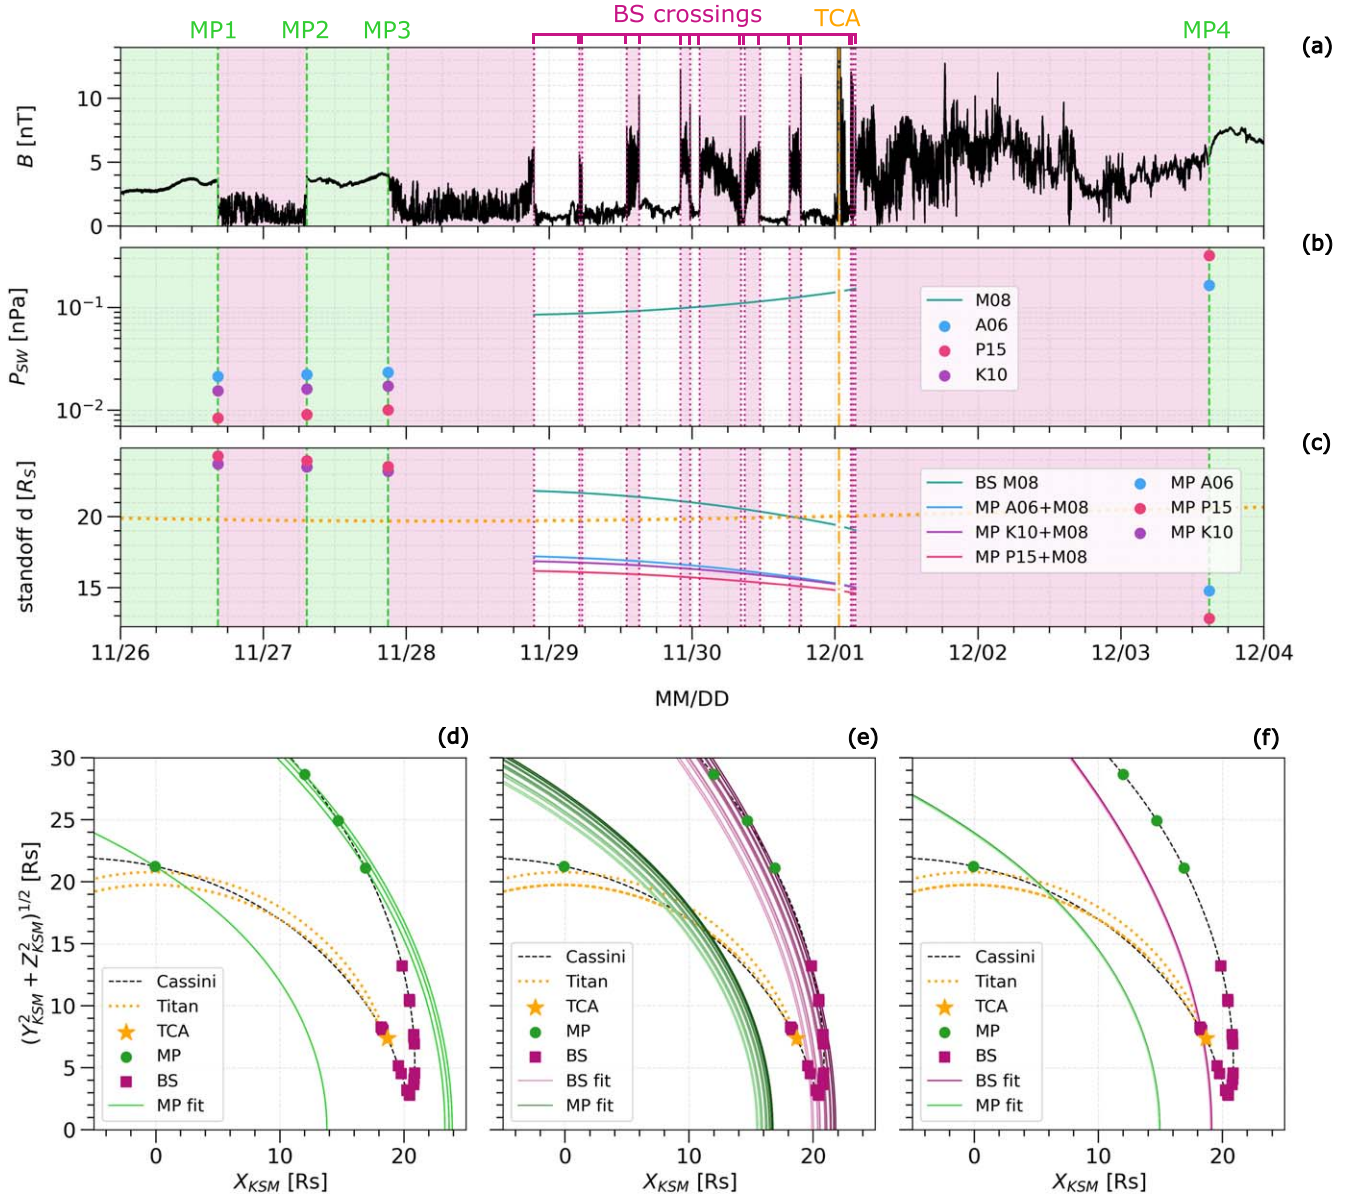 BS crossings
TCA
MP1 MP2 MP3 MP4
(a)
B [nT]
10
5
0
(b)
P_SW [nPa]
10⁻¹
10⁻²
M08
A06
P15
K10
(c)
standoff d [Rs]
20
15
BS M08
MP A06+M08
MP K10+M08
MP P15+M08
MP A06
MP P15
MP K10
11/26 11/27 11/28 11/29 11/30 12/01 12/02 12/03 12/04
MM/DD
(d)
(Y²_KSM + Z²_KSM)^1/2 [Rs]
30
25
20
15
10
5
0
Cassini
Titan
TCA
MP
BS
MP fit
0 10 20
X_KSM [Rs]
(e)
Cassini
Titan
TCA
MP
BS
BS fit
MP fit
0 10 20
X_KSM [Rs]
(f)
Cassini
Titan
TCA
MP
BS
BS fit
MP fit
0 10 20
X_KSM [Rs]